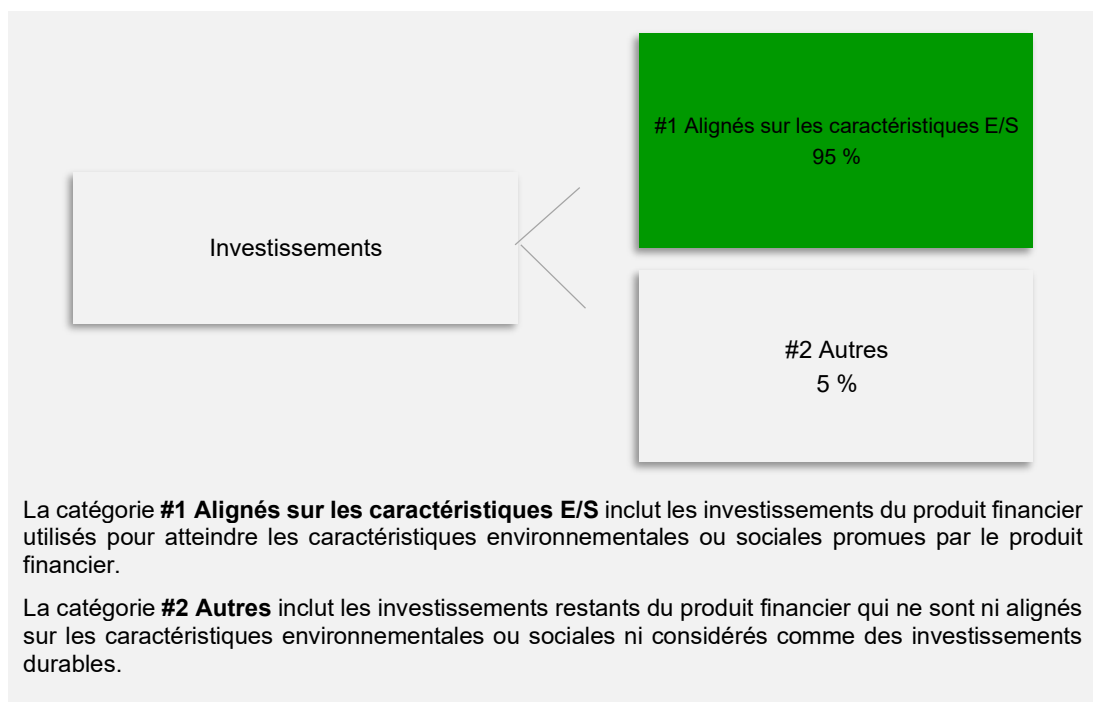 #1 Alignés sur les caractéristiques E/S
95 %
Investissements
#2 Autres
5 %
La catégorie #1 Alignés sur les caractéristiques E/S inclut les investissements du produit financier
utilisés pour atteindre les caractéristiques environnementales ou sociales promues par le produit
financier.
La catégorie #2 Autres inclut les investissements restants du produit financier qui ne sont ni alignés
sur les caractéristiques environnementales ou sociales ni considérés comme des investissements
durables.